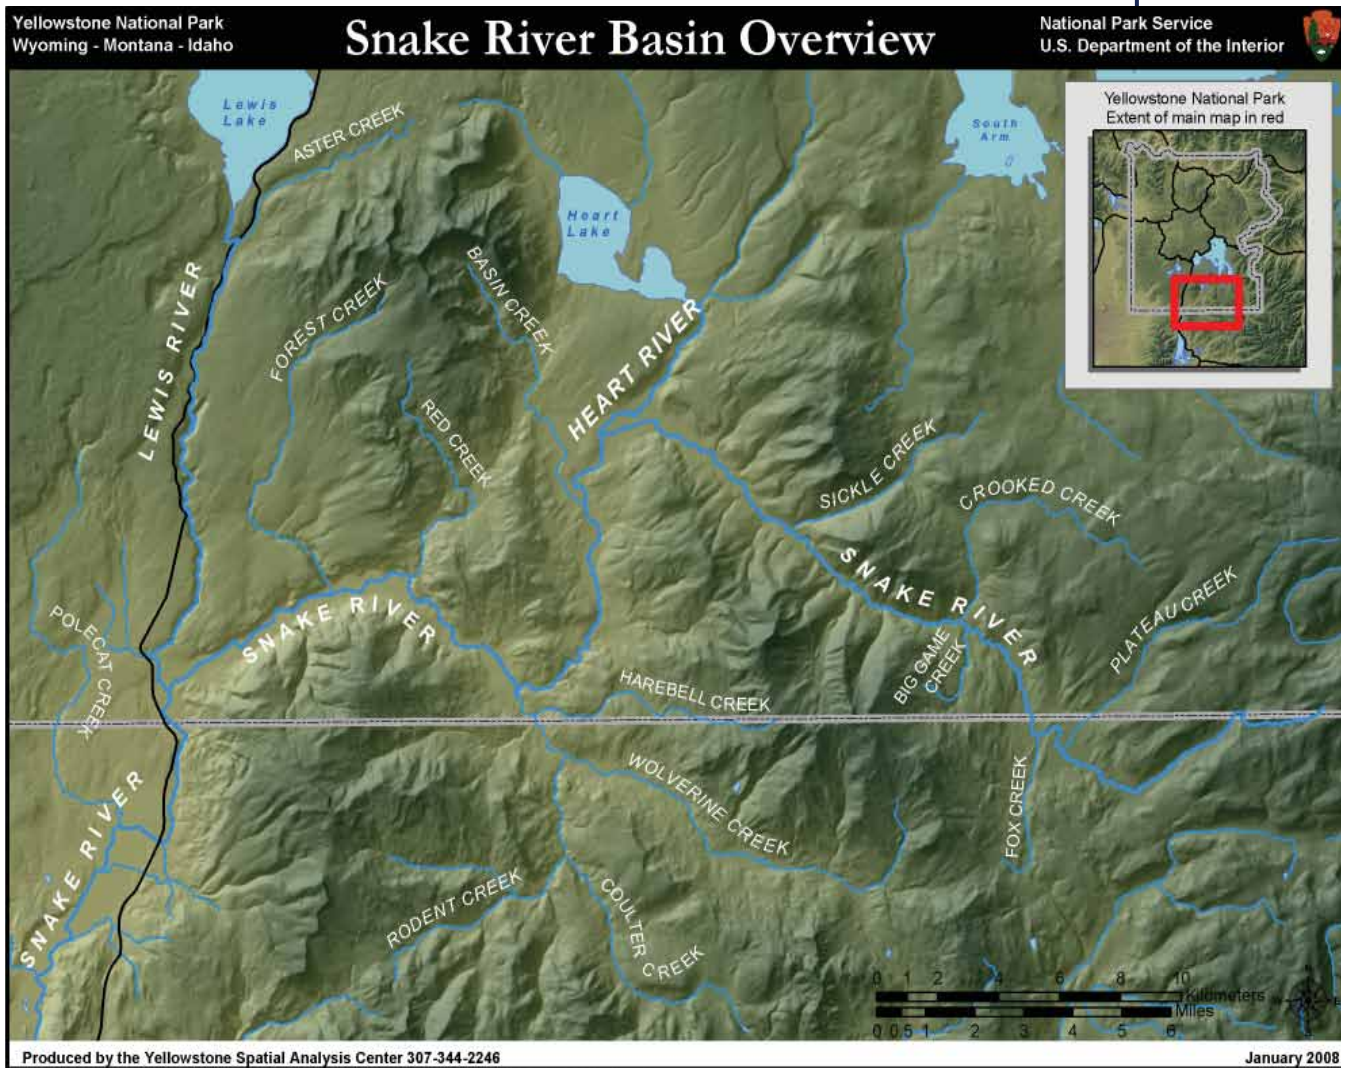 Yellowstone National Park
Wyoming - Montana - Idaho
Snake River Basin Overview
National Park Service
U.S. Department of the Interior
Yellowstone National Park
Extent of main map in red
Lewis
Lake
ASTER CREEK
South
Arm
Heart
Lake
BASIN CREEK
LEWIS RIVER
FOREST CREEK
HEART RIVER
RED CREEK
SICKLE CREEK
CROOKED CREEK
SNAKE RIVER
PLATEAU CREEK
SNAKE RIVER
POLECAT CREEK
BIG GAME
CREEK
HAREBELL CREEK
WOLVERINE CREEK
FOX CREEK
SNAKE RIVER
RODENT CREEK
COULTER CREEK
0 1 2 4 6 8 10
Kilometers
Miles
0 0.5 1 2 3 4 5 6
Produced by the Yellowstone Spatial Analysis Center 307-344-2246
January 2008